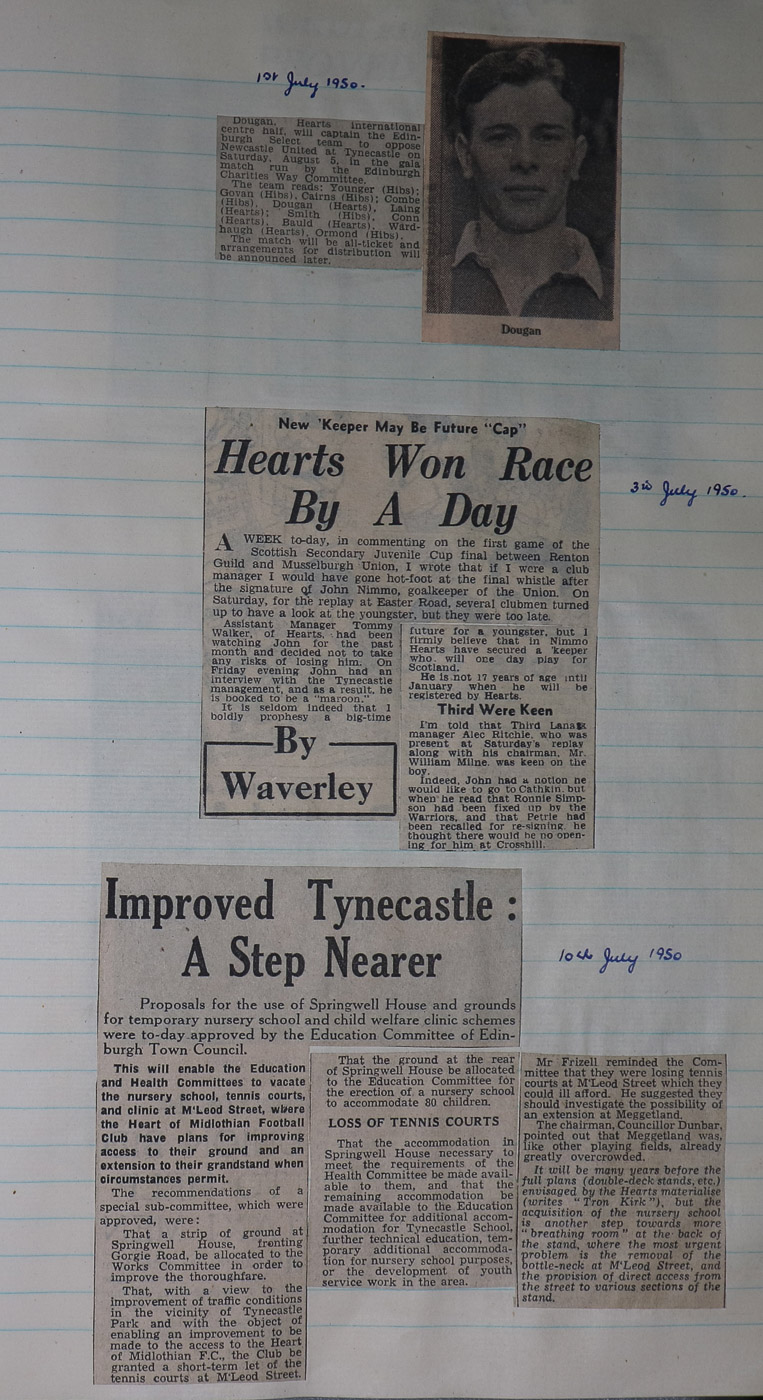 1st July 1950.
Dougan, Hearts international
centre half, will captain the Edin-
burgh Select team to oppose
Newcastle United at Tynecastle on
Saturday, August 5, in the gala
match run by the Edinburgh
Charities Way Committee.
The team reads: Younger (Hibs);
Govan (Hibs), Cairns (Hibs); Combe
(Hibs), Dougan (Hearts), Laing
(Hearts); Smith (Hibs), Conn
(Hearts), Bauld (Hearts), Ward-
haugh (Hearts), Ormond (Hibs).
The match will be all-ticket and
arrangements for distribution will
be announced later.
Dougan
New 'Keeper May Be Future "Cap"
Hearts Won Race
By A Day
3rd July 1950.
A WEEK to-day, in commenting on the first game of the
Scottish Secondary Juvenile Cup final between Renton
Guild and Musselburgh Union, I wrote that if I were a club
manager I would have gone hot-foot at the final whistle after
the signature of John Nimmo, goalkeeper of the Union. On
Saturday, for the replay at Easter Road, several clubmen turned
up to have a look at the youngster, but they were too late.
Assistant Manager Tommy
Walker, of Hearts, had been
watching John for the past
month and decided not to take
any risks of losing him. On
Friday evening John had an
interview with the Tynecastle
management, and as a result, he
is booked to be a "maroon."
It is seldom indeed that I
boldly prophesy a big-time
By
Waverley
future for a youngster, but I
firmly believe that in Nimmo
Hearts have secured a 'keeper
who will one day play for
Scotland.
He is not 17 years of age until
January when he will be
registered by Hearts.
Third Were Keen
I'm told that Third Lanark
manager Alec Ritchie, who was
present at Saturday's replay
along with his chairman, Mr.
William Milne, was keen on the
boy.
Indeed, John had a notion he
would like to go to Cathkin, but
when he read that Ronnie Simp-
son had been fixed up by the
Warriors, and that Petrie had
been recalled for re-signing, he
thought there would be no open-
ing for him at Crosshill.
Improved Tynecastle :
A Step Nearer
10th July 1950
Proposals for the use of Springwell House and grounds
for temporary nursery school and child welfare clinic schemes
were to-day approved by the Education Committee of Edin-
burgh Town Council.
This will enable the Education
and Health Committees to vacate
the nursery school, tennis courts,
and clinic at M'Leod Street, where
the Heart of Midlothian Football
Club have plans for improving
access to their ground and an
extension to their grandstand when
circumstances permit.
The recommendations of a
special sub-committee, which were
approved, were :
That a strip of ground at
Springwell House, fronting
Gorgie Road, be allocated to the
Works Committee in order to
improve the thoroughfare.
That, with a view to the
improvement of traffic conditions
in the vicinity of Tynecastle
Park and with the object of
enabling an improvement to be
made to the access to the Heart
of Midlothian F.C., the Club be
granted a short-term let of the
tennis courts at M'Leod Street.
That the ground at the rear
of Springwell House be allocated
to the Education Committee for
the erection of a nursery school
to accommodate 80 children.
LOSS OF TENNIS COURTS
That the accommodation in
Springwell House necessary to
meet the requirements of the
Health Committee be made avail-
able to them, and that the
remaining accommodation be
made available to the Education
Committee for additional accom-
modation for Tynecastle School,
further technical education, tem-
porary additional accommoda-
tion for nursery school purposes,
or the development of youth
service work in the area.
Mr Frizell reminded the Com-
mittee that they were losing tennis
courts at M'Leod Street which they
could ill afford. He suggested they
should investigate the possibility of
an extension at Meggetland.
The chairman, Councillor Dunbar,
pointed out that Meggetland was,
like other playing fields, already
greatly overcrowded.
It will be many years before the
full plans (double-deck stands, etc.)
envisaged by the Hearts materialise
(writes "Tron Kirk"), but the
acquisition of the nursery school
is another step towards more
"breathing room" at the back of
the stand, where the most urgent
problem is the removal of the
bottle-neck at M'Leod Street, and
the provision of direct access from
the street to various sections of the
stand.